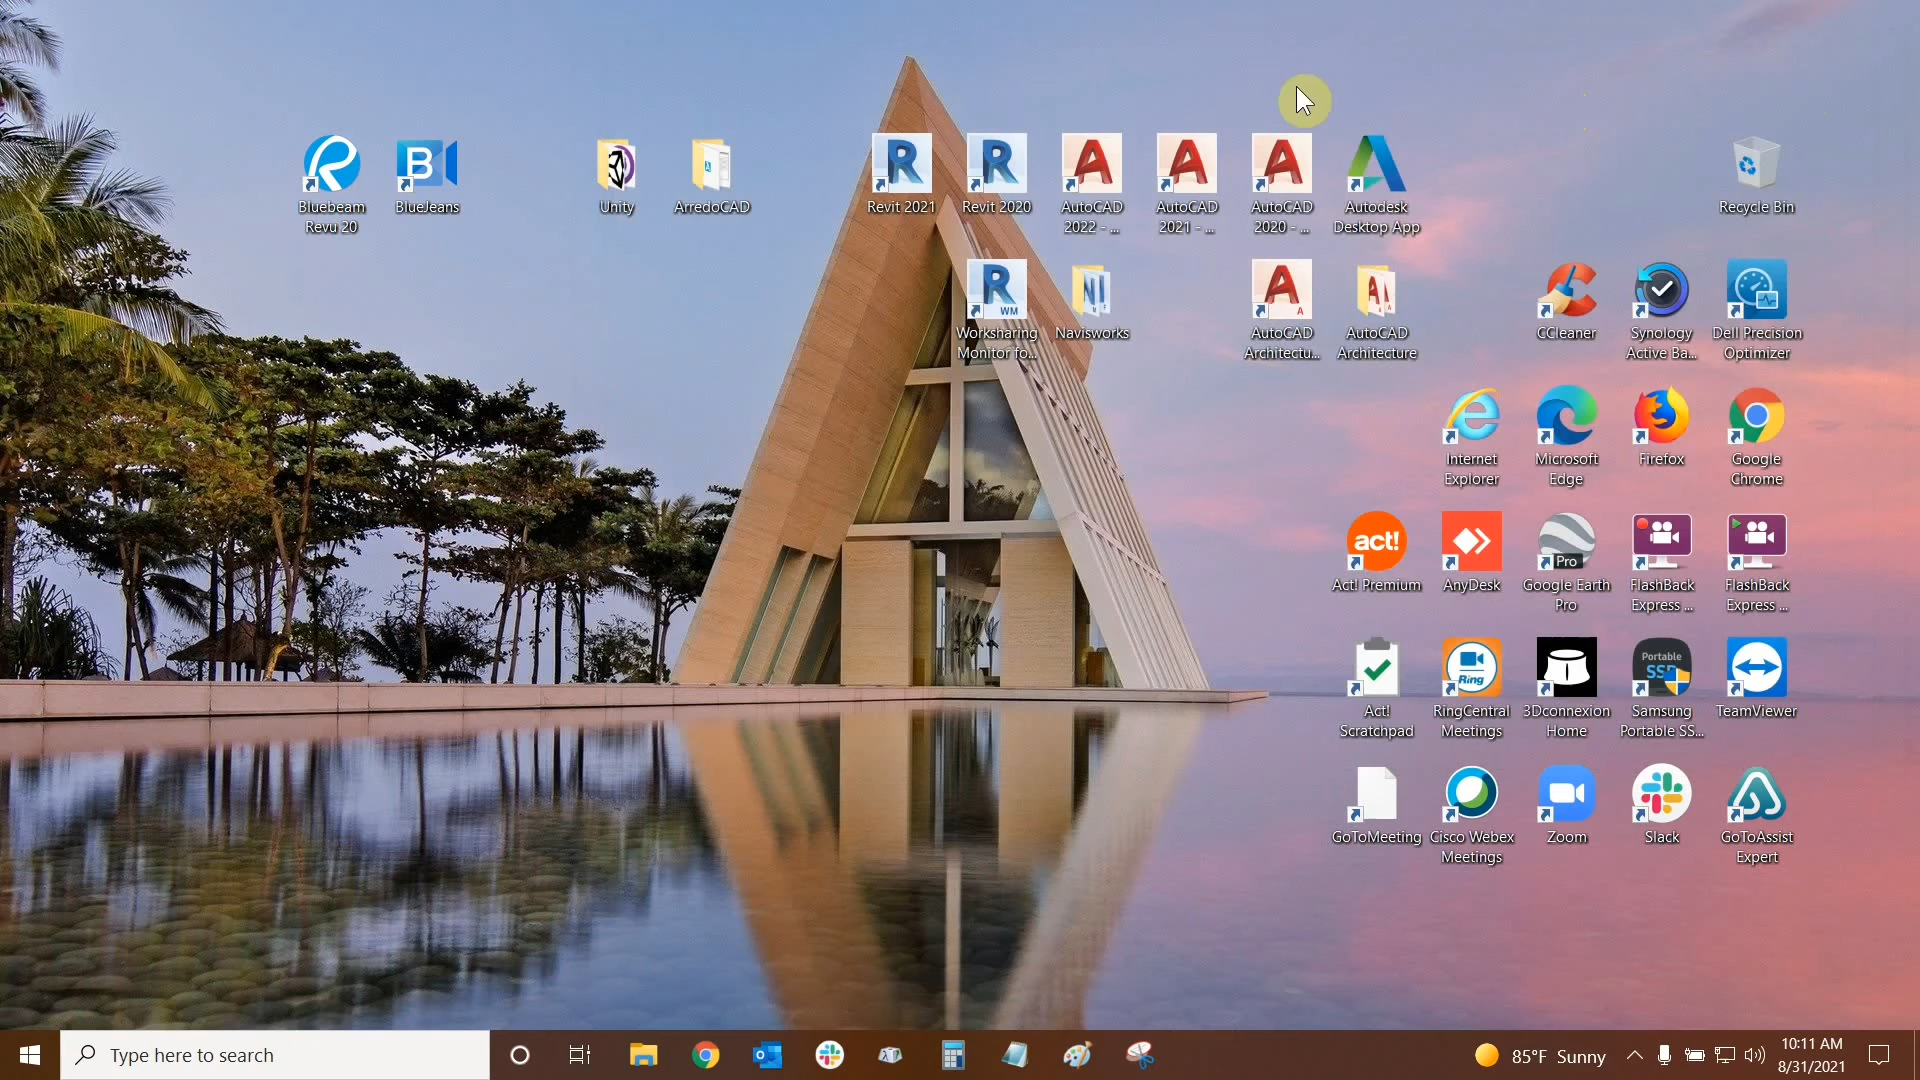 Bluebeam
Revu 20
BlueJeans
Unity
ArredoCAD
Revit 2021
Revit 2020
AutoCAD
2022 - ...
AutoCAD
2021 - ...
AutoCAD
2020 - ...
Autodesk
Desktop App
Recycle Bin
WM
Worksharing
Monitor fo...
Navisworks
AutoCAD
Architectu...
AutoCAD
Architecture
CCleaner
Synology
Active Ba...
Dell Precision
Optimizer
Internet
Explorer
Microsoft
Edge
Firefox
Google
Chrome
act!
Act! Premium
AnyDesk
Pro
Google Earth
Pro
FlashBack
Express ...
FlashBack
Express ...
Act!
Scratchpad
Ring
RingCentral
Meetings
3Dconnexion
Home
Portable
SSD
Samsung
Portable SS...
TeamViewer
GoToMeeting
Cisco Webex
Meetings
Zoom
Slack
GoToAssist
Expert
Type here to search
85°F Sunny
10:11 AM
8/31/2021